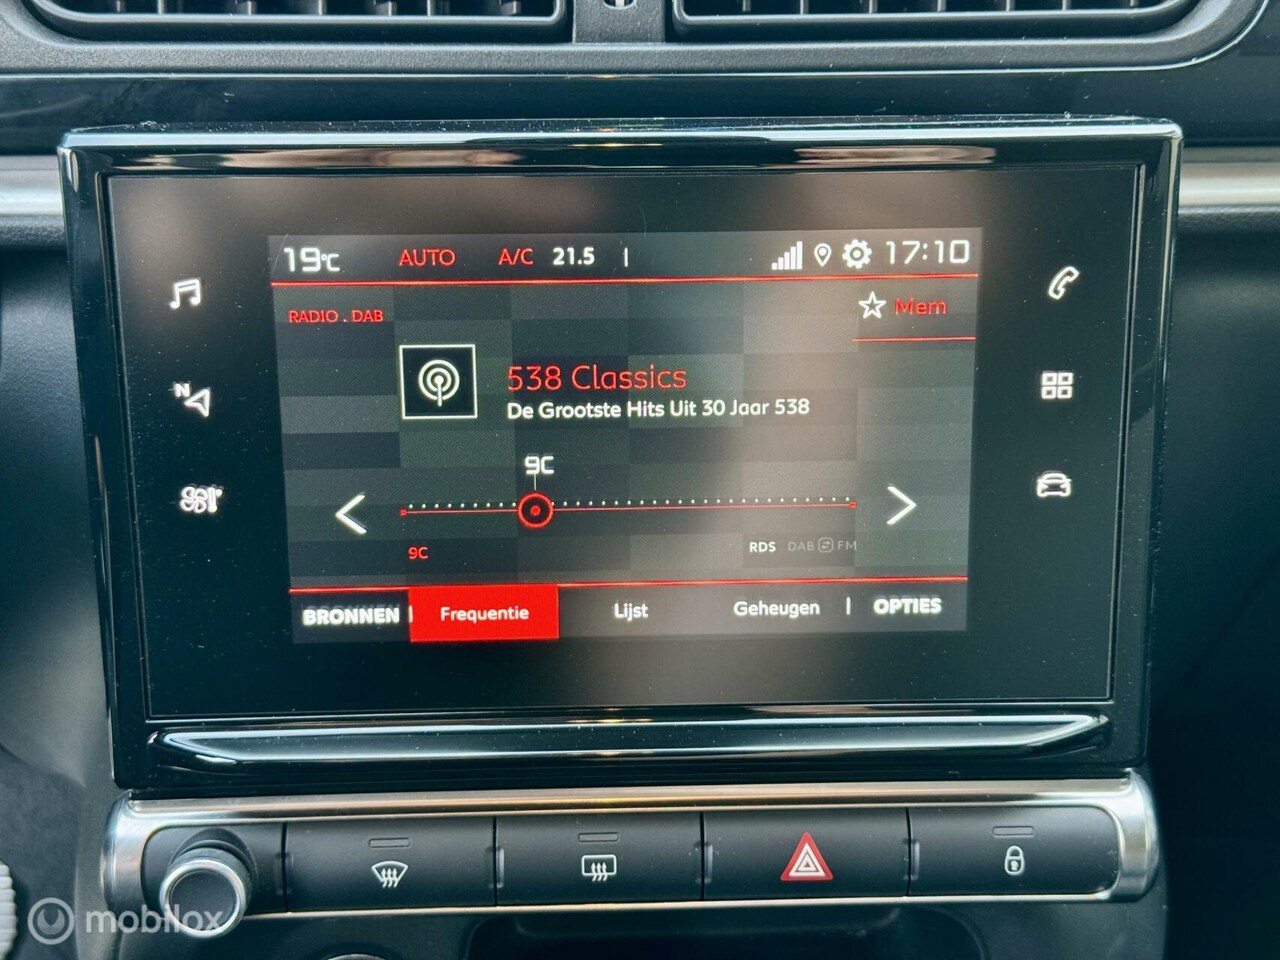 19°C AUTO A/C 21.5 | 17:10
RADIO . DAB
Mem
538 Classics
De Grootste Hits Uit 30 Jaar 538
N
9C
9C
RDS DAB FM
BRONNEN | Frequentie Lijst Geheugen | OPTIES
mobilox